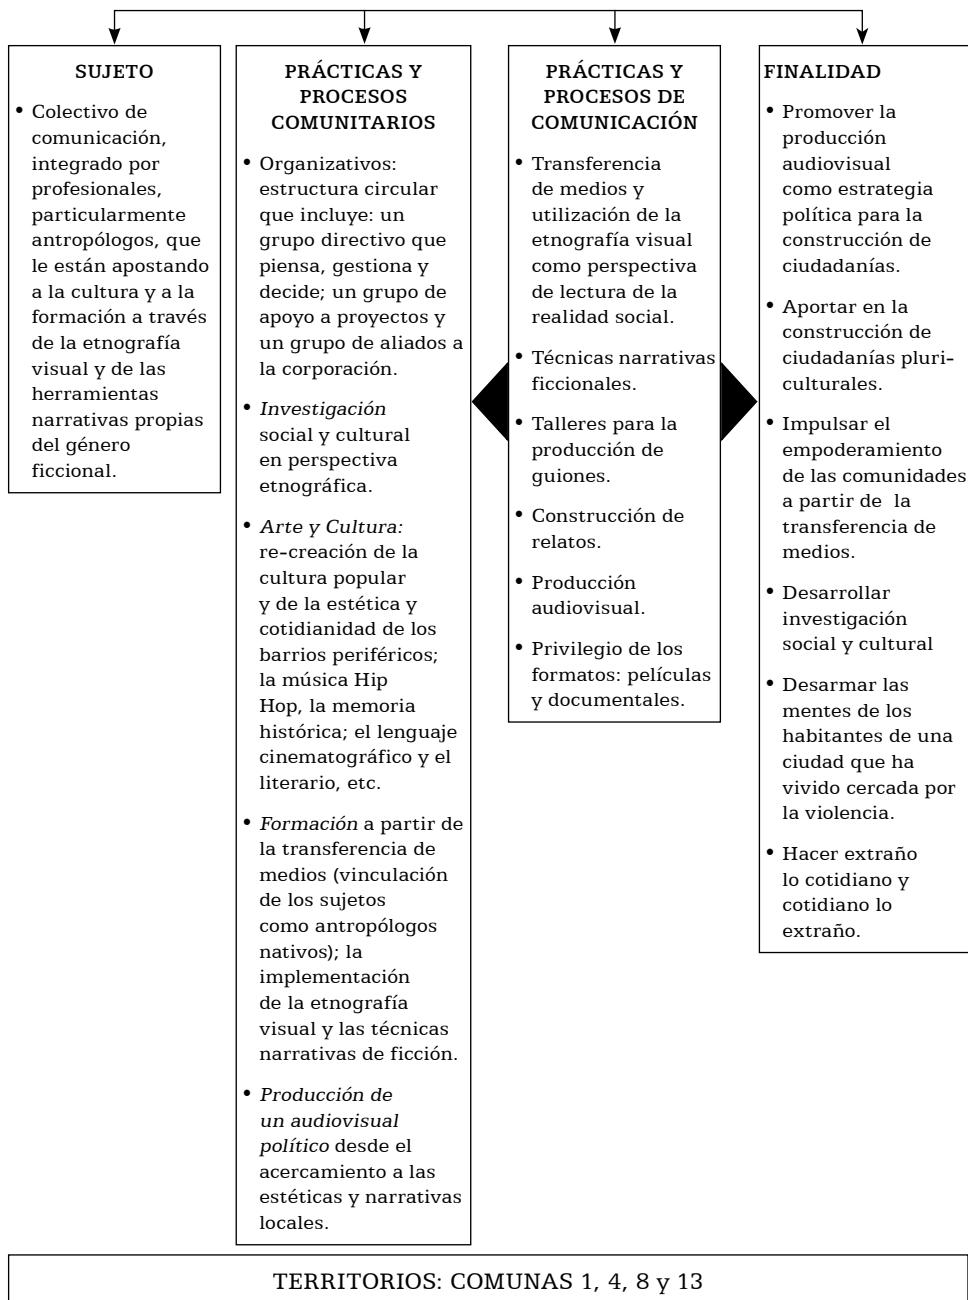 SUJETO
• Colectivo de
comunicación,
integrado por
profesionales,
particularmente
antropólogos, que
le están apostando
a la cultura y a la
formación a través
de la etnografía
visual y de las
herramientas
narrativas propias
del género
ficcional.
PRÁCTICAS Y
PROCESOS
COMUNITARIOS
• Organizativos:
estructura circular
que incluye: un
grupo directivo que
piensa, gestiona y
decide; un grupo de
apoyo a proyectos y
un grupo de aliados a
la corporación.
• Investigación
social y cultural
en perspectiva
etnográfica.
• Arte y Cultura:
re-creación de la
cultura popular
y de la estética y
cotidianidad de los
barrios periféricos;
la música Hip
Hop, la memoria
histórica; el lenguaje
cinematográfico y el
literario, etc.
• Formación a partir de
la transferencia de
medios (vinculación
de los sujetos
como antropólogos
nativos); la
implementación
de la etnografía
visual y las técnicas
narrativas de ficción.
• Producción de
un audiovisual
político desde el
acercamiento a las
estéticas y narrativas
locales.
PRÁCTICAS Y
PROCESOS DE
COMUNICACIÓN
• Transferencia
de medios y
utilización de la
etnografía visual
como perspectiva
de lectura de la
realidad social.
• Técnicas narrativas
ficcionales.
• Talleres para la
producción de
guiones.
• Construcción de
relatos.
• Producción
audiovisual.
• Privilegio de los
formatos: películas
y documentales.
FINALIDAD
• Promover la
producción
audiovisual
como estrategia
política para la
construcción de
ciudadanías.
• Aportar en la
construcción de
ciudadanías pluri-
culturales.
• Impulsar el
empoderamiento
de las comunidades
a partir de  la
transferencia de
medios.
• Desarrollar
investigación
social y cultural
• Desarmar las
mentes de los
habitantes de una
ciudad que ha
vivido cercada por
la violencia.
• Hacer extraño
lo cotidiano y
cotidiano lo
extraño.
TERRITORIOS: COMUNAS 1, 4, 8 y 13